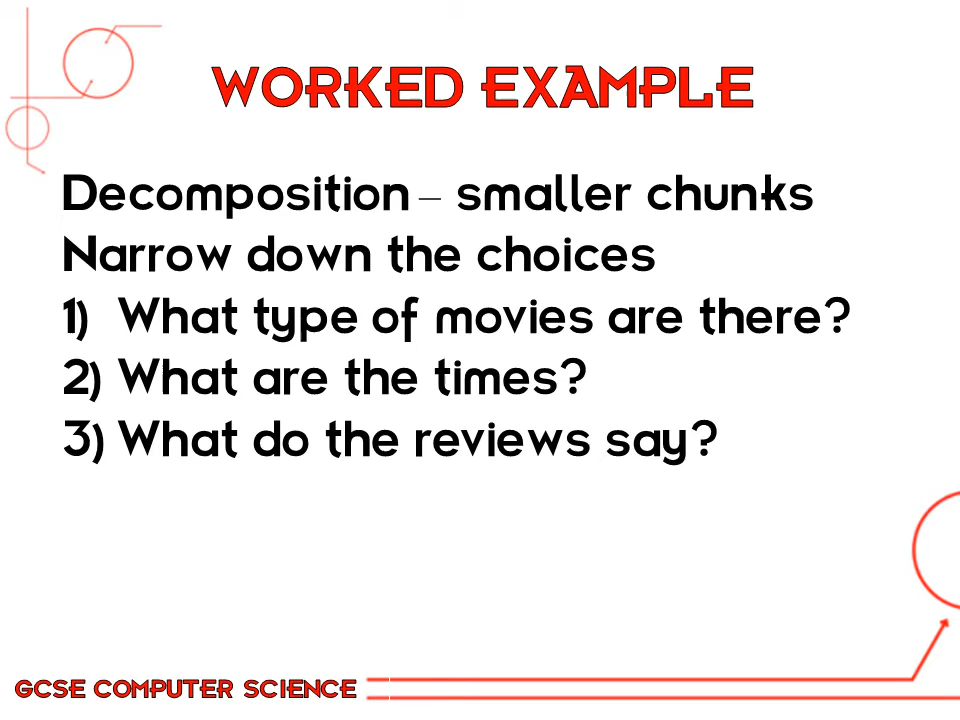 WORKED EXAMPLE
Decomposition – smaller chunks
Narrow down the choices
1) What type of movies are there?
2) What are the times?
3) What do the reviews say?
GCSE COMPUTER SCIENCE